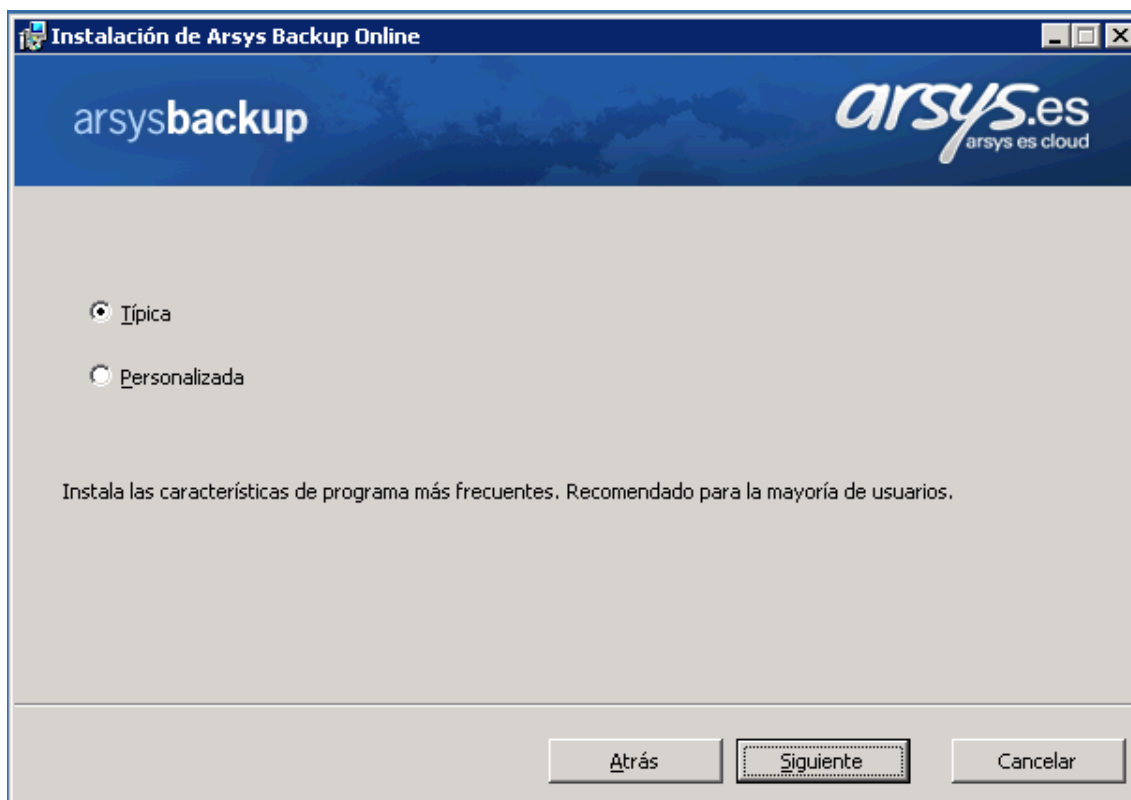 Instalación de Arsys Backup Online
arsysbackup
arsys.es
arsys es cloud
Típica
Personalizada
Instala las características de programa más frecuentes. Recomendado para la mayoría de usuarios.
Atrás
Siguiente
Cancelar